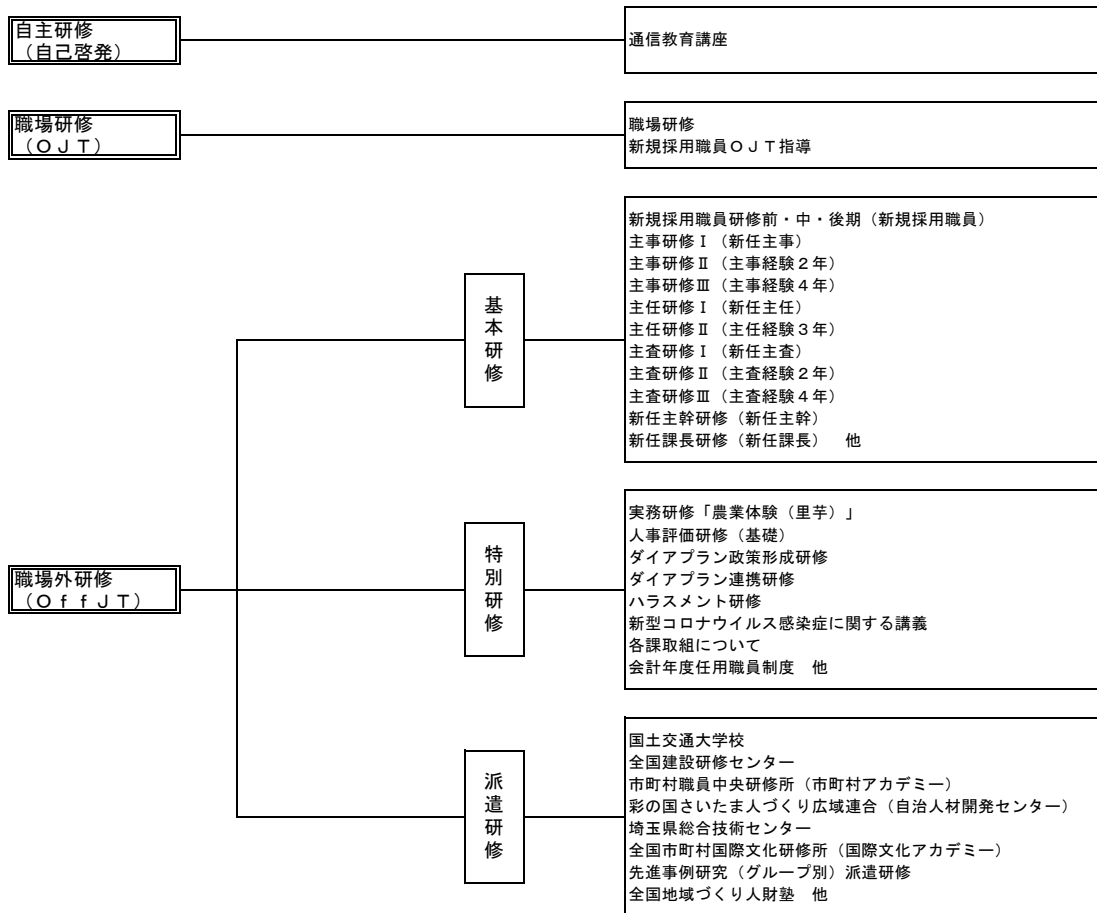 自主研修
（自己啓発）
通信教育講座
職場研修
（ＯＪＴ）
職場研修
新規採用職員ＯＪＴ指導
職場外研修
（ＯｆｆＪＴ）
基本研修
新規採用職員研修前・中・後期（新規採用職員）
主事研修Ⅰ（新任主事）
主事研修Ⅱ（主事経験２年）
主事研修Ⅲ（主事経験４年）
主任研修Ⅰ（新任主任）
主任研修Ⅱ（主任経験３年）
主査研修Ⅰ（新任主査）
主査研修Ⅱ（主査経験２年）
主査研修Ⅲ（主査経験４年）
新任主幹研修（新任主幹）
新任課長研修（新任課長）　他
特別研修
実務研修「農業体験（里芋）」
人事評価研修（基礎）
ダイアプラン政策形成研修
ダイアプラン連携研修
ハラスメント研修
新型コロナウイルス感染症に関する講義
各課取組について
会計年度任用職員制度　他
派遣研修
国土交通大学校
全国建設研修センター
市町村職員中央研修所（市町村アカデミー）
彩の国さいたま人づくり広域連合（自治人材開発センター）
埼玉県総合技術センター
全国市町村国際文化研修所（国際文化アカデミー）
先進事例研究（グループ別）派遣研修
全国地域づくり人財塾　他